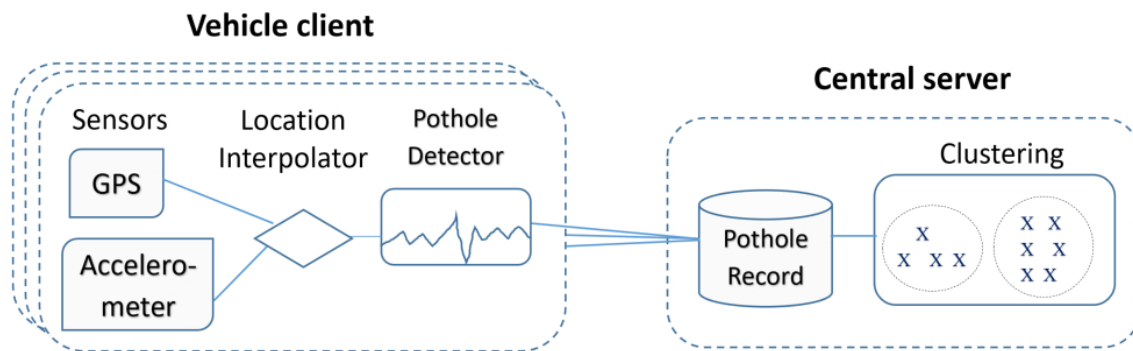 Vehicle client
Central server
Sensors
Location
Interpolator
Pothole
Detector
GPS
Accelero-
meter
Pothole
Record
Clustering
x
x x x
x x
x x
x x